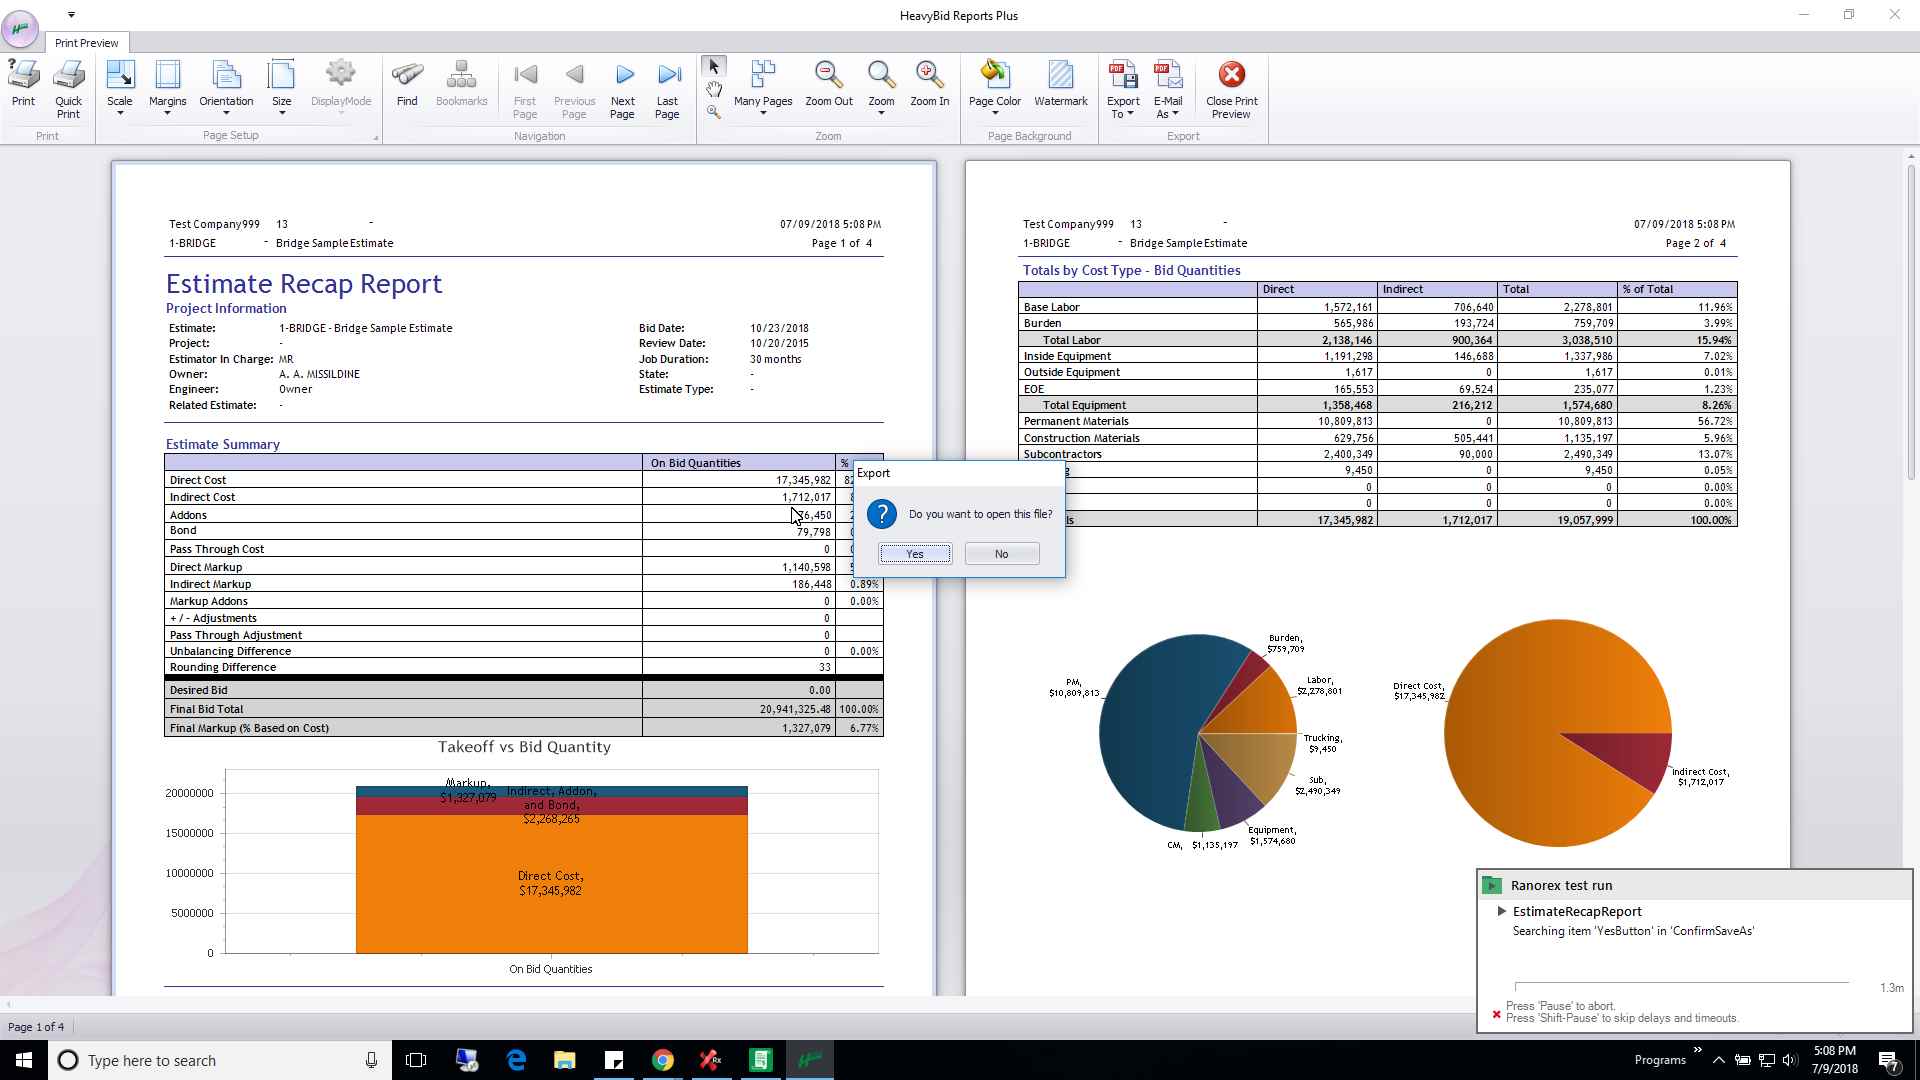 HeavyBid Reports Plus
Print Preview
Print
Quick Print
Scale
Margins
Orientation
Size
DisplayMode
Find
Bookmarks
First Page
Previous Page
Next Page
Last Page
Many Pages
Zoom Out
Zoom
Zoom In
Page Color
Watermark
Export To
E-Mail As
Close Print Preview
Print
Page Setup
Navigation
Zoom
Page Background
Export
Test Company999 13 - 07/09/2018 5:08 PM
1-BRIDGE - Bridge Sample Estimate Page 1 of 4
Estimate Recap Report
Project Information
Estimate: 1-BRIDGE - Bridge Sample Estimate Bid Date: 10/23/2018
Project: - Review Date: 10/20/2015
Estimator In Charge: MR Job Duration: 30 months
Owner: A. A. MISSILDINE State: -
Engineer: Owner Estimate Type: -
Related Estimate: -
Estimate Summary
On Bid Quantities %
Direct Cost 17,345,982
Indirect Cost 1,712,017
Addons 6,450
Bond 79,798
Pass Through Cost 0
Direct Markup 1,140,598
Indirect Markup 186,448 0.89%
Markup Addons 0 0.00%
+ / - Adjustments 0
Pass Through Adjustment 0
Unbalancing Difference 0 0.00%
Rounding Difference 33
Desired Bid 0.00
Final Bid Total 20,941,325.48 100.00%
Final Markup (% Based on Cost) 1,327,079 6.77%
Takeoff vs Bid Quantity
20000000
15000000
10000000
5000000
0
Markup,
$1,327,079
Indirect, Addon,
and Bond,
$2,268,265
Direct Cost,
$17,345,982
On Bid Quantities
Test Company999 13 - 07/09/2018 5:08 PM
1-BRIDGE - Bridge Sample Estimate Page 2 of 4
Totals by Cost Type - Bid Quantities
Direct Indirect Total % of Total
Base Labor 1,572,161 706,640 2,278,801 11.96%
Burden 565,986 193,724 759,709 3.99%
Total Labor 2,138,146 900,364 3,038,510 15.94%
Inside Equipment 1,191,298 146,688 1,337,986 7.02%
Outside Equipment 1,617 0 1,617 0.01%
EOE 165,553 69,524 235,077 1.23%
Total Equipment 1,358,468 216,212 1,574,680 8.26%
Permanent Materials 10,809,813 0 10,809,813 56.72%
Construction Materials 629,756 505,441 1,135,197 5.96%
Subcontractors 2,400,349 90,000 2,490,349 13.07%
9,450 0 9,450 0.05%
0 0 0 0.00%
0 0 0 0.00%
17,345,982 1,712,017 19,057,999 100.00%
Export
Do you want to open this file?
Yes
No
PM,
$10,809,813
Burden,
$759,709
Labor,
$2,278,801
Trucking,
$9,450
Sub,
$2,490,349
Equipment,
$1,574,680
CM, $1,135,197
Direct Cost,
$17,345,982
Indirect Cost,
$1,712,017
Ranorex test run
EstimateRecapReport
Searching item 'YesButton' in 'ConfirmSaveAs'
1.3m
Press 'Pause' to abort.
Press 'Shift-Pause' to skip delays and timeouts.
Page 1 of 4
Type here to search
Programs
5:08 PM
7/9/2018
7